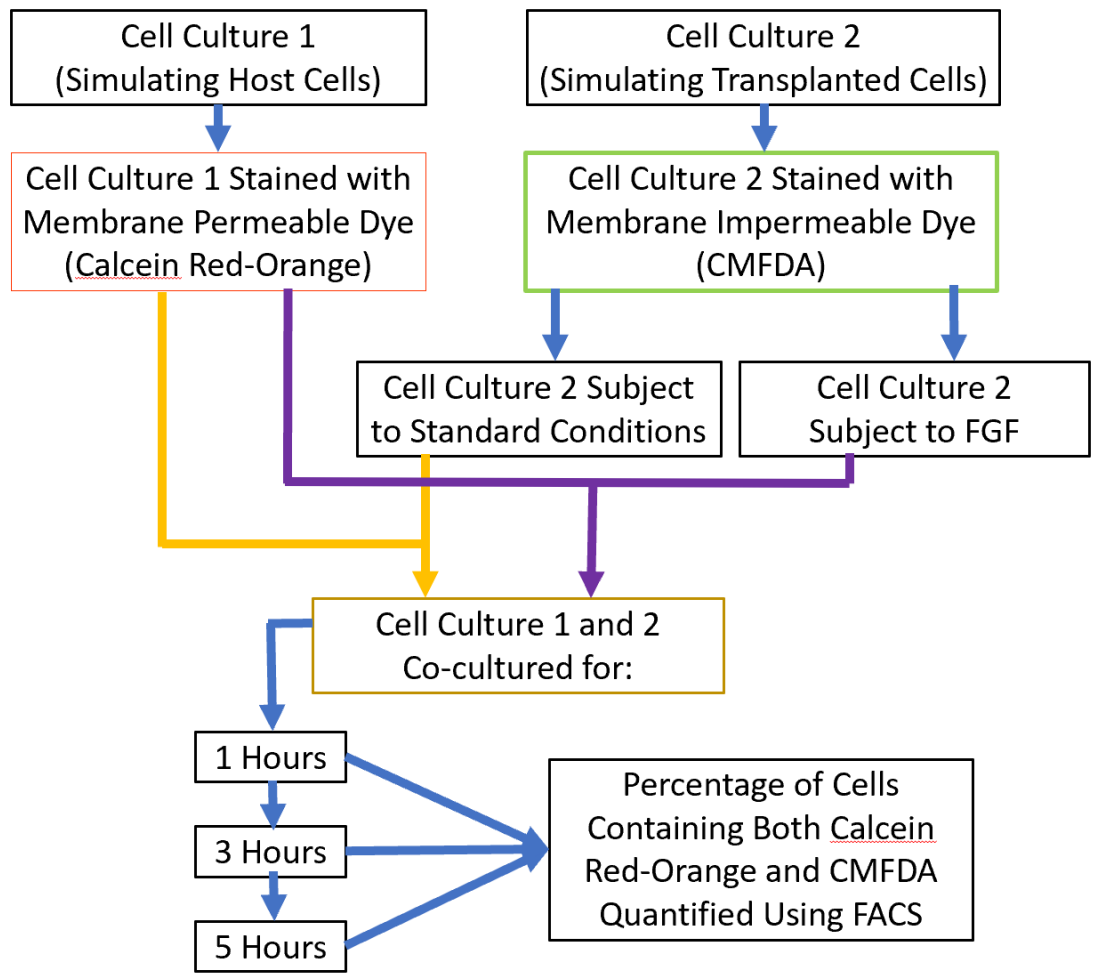 Cell Culture 1
(Simulating Host Cells)
Cell Culture 2
(Simulating Transplanted Cells)
Cell Culture 1 Stained with
Membrane Permeable Dye
(Calcein Red-Orange)
Cell Culture 2 Stained with
Membrane Impermeable Dye
(CMFDA)
Cell Culture 2 Subject
to Standard Conditions
Cell Culture 2
Subject to FGF
Cell Culture 1 and 2
Co-cultured for:
1 Hours
3 Hours
5 Hours
Percentage of Cells
Containing Both Calcein
Red-Orange and CMFDA
Quantified Using FACS